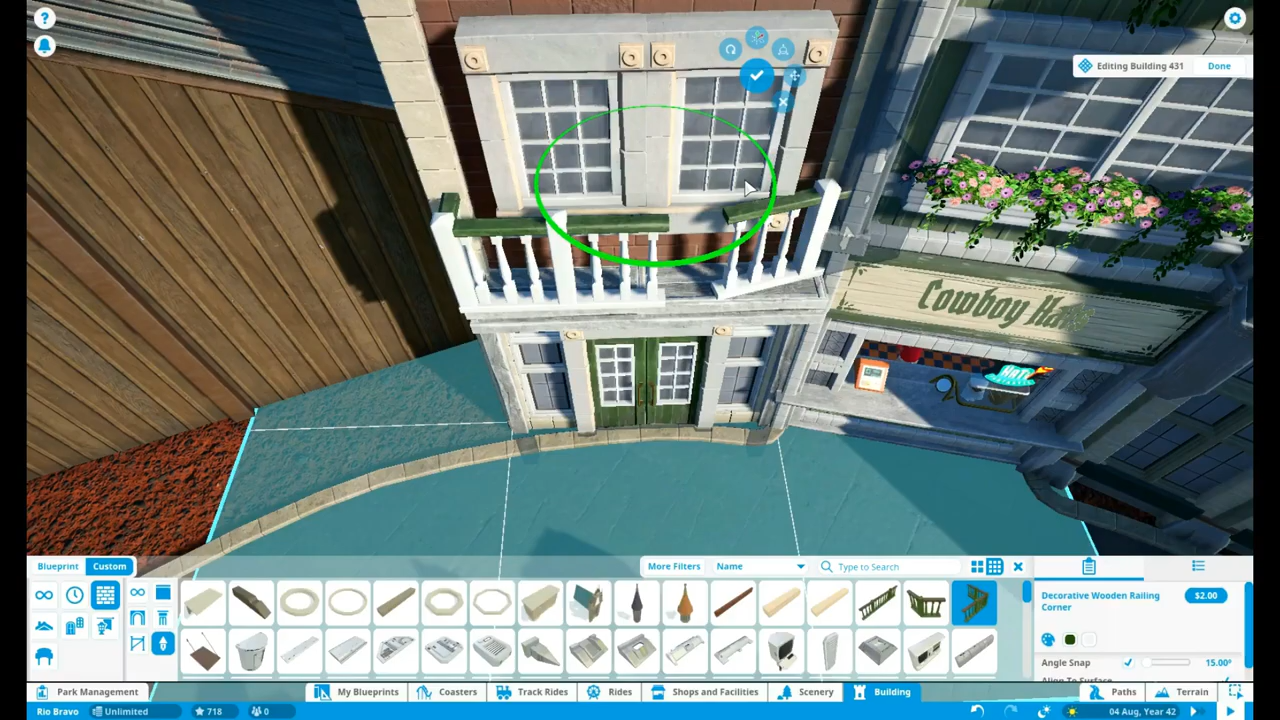 ?
Editing Building 431 Done
Cowboy
HATS
Blueprint Custom
More Filters Name Type to Search
Decorative Wooden Railing Corner $2.00
Angle Snap 15.00°
Park Management My Blueprints Coasters Track Rides Rides Shops and Facilities Scenery Building Paths Terrain
Rio Bravo Unlimited 718 0 04 Aug, Year 42